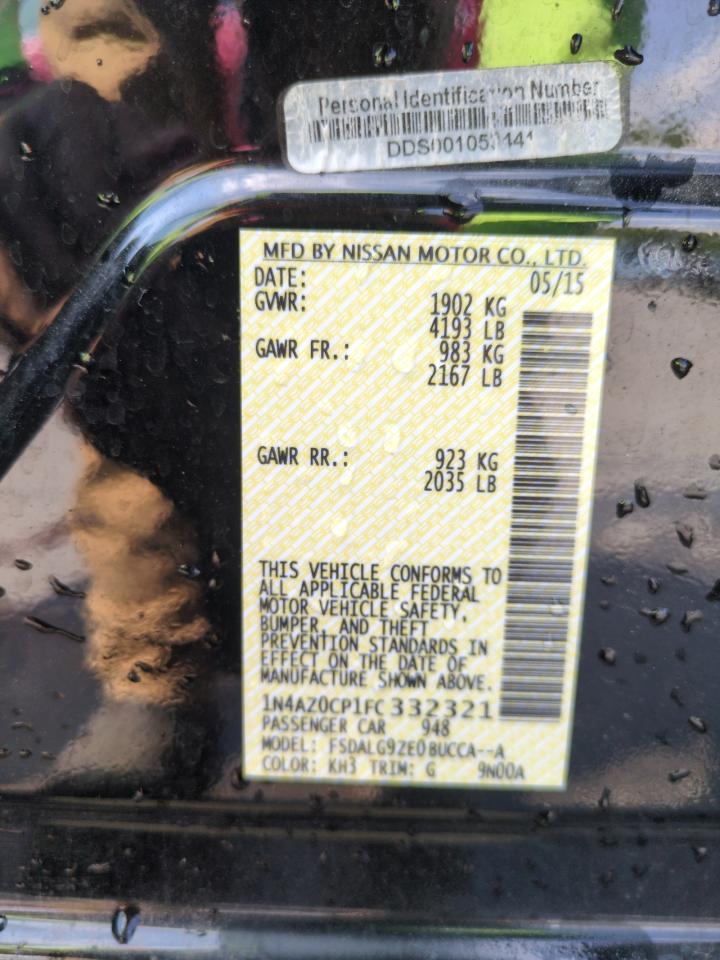 Personal Identification Number
MFD BY NISSAN MOTOR CO., LTD.
DATE: 05/15
GVWR: 1902 KG
4193 LB
GAWR FR.: 983 KG
2167 LB
GAWR RR.: 923 KG
2035 LB
THIS VEHICLE CONFORMS TO
ALL APPLICABLE FEDERAL
MOTOR VEHICLE SAFETY,
BUMPER, AND THEFT
PREVENTION STANDARDS IN
EFFECT ON THE DATE OF
MANUFACTURE SHOWN ABOVE.
1N4AZ0CP1FC332321
PASSENGER CAR 948
MODEL: FSDALG9ZE0BUCCA--A
COLOR: KH3 TRIM: G 9N00A